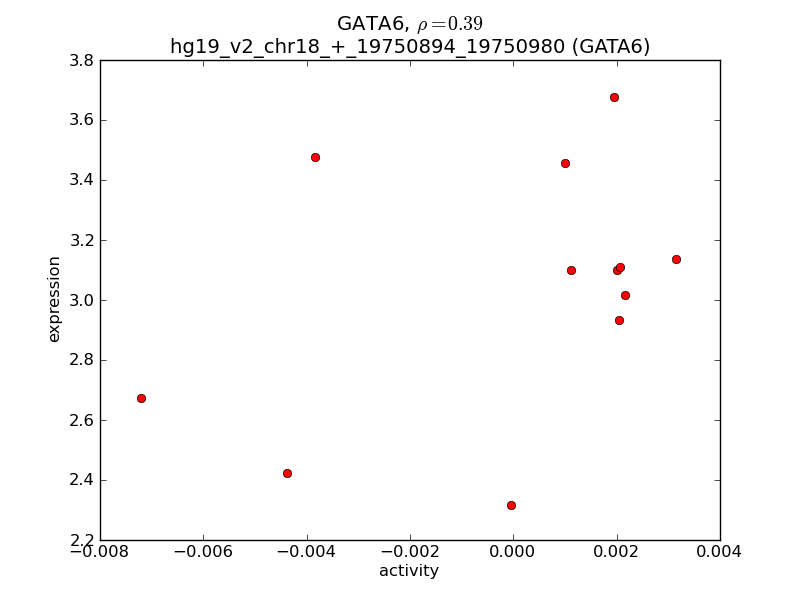 GATA6, ρ=0.39
hg19_v2_chr18_+_19750894_19750980 (GATA6)
3.8
3.6
3.4
3.2
3.0
2.8
2.6
2.4
2.2
expression
−0.008 −0.006 −0.004 −0.002 0.000 0.002 0.004
activity